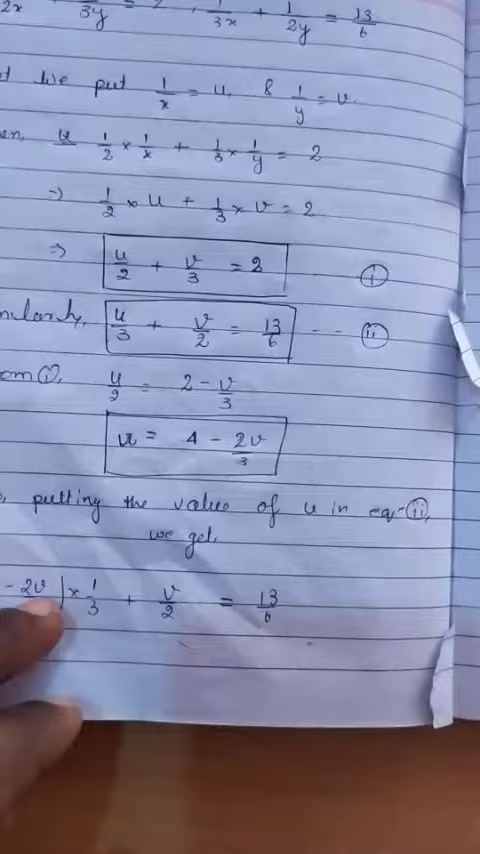 2x 3y = 2, 1/3x + 1/2y = 13/6
we put 1/x = u, & 1/y = v.
u 1/2 × 1/x + 1/3 × 1/y = 2
=> 1/2 × u + 1/3 × v = 2
=> u/2 + v/3 = 2 (i)
u/3 + v/2 = 13/6 -- (ii)
(i), u/2 = 2 - v/3
u = 4 - 2v/3
putting the value of u in eq-(ii),
we get,
- 2v ) × 1/3 + v/2 = 13/6